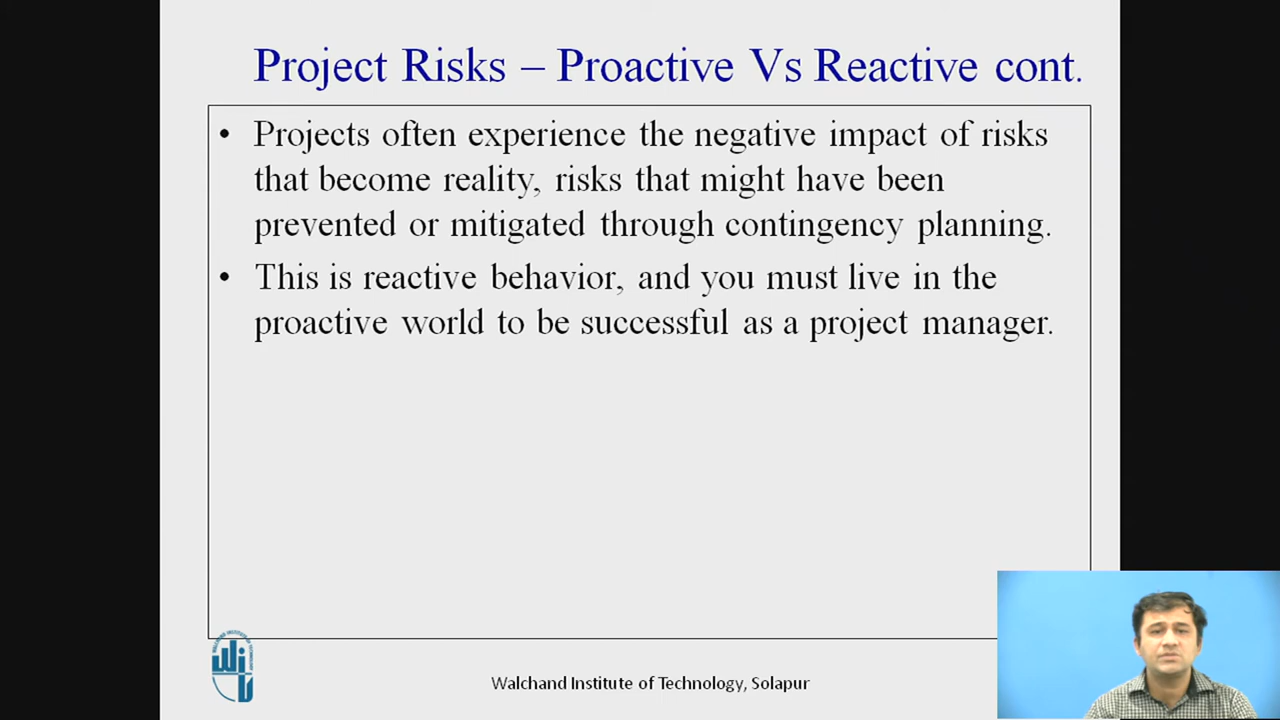 Project Risks – Proactive Vs Reactive cont.
• Projects often experience the negative impact of risks
that become reality, risks that might have been
prevented or mitigated through contingency planning.
• This is reactive behavior, and you must live in the
proactive world to be successful as a project manager.
Walchand Institute of Technology, Solapur